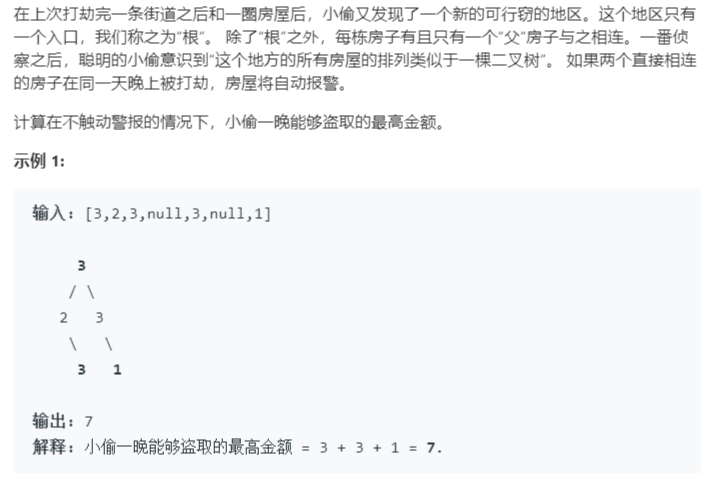 在上次打劫完一条街道之后和一圈房屋后，小偷又发现了一个新的可行窃的地区。这个地区只有
一个入口，我们称之为“根”。 除了“根”之外，每栋房子有且只有一个“父“房子与之相连。一番侦
察之后，聪明的小偷意识到“这个地方的所有房屋的排列类似于一棵二叉树”。 如果两个直接相连
的房子在同一天晚上被打劫，房屋将自动报警。
计算在不触动警报的情况下，小偷一晚能够盗取的最高金额。
示例 1:
输入: [3,2,3,null,3,null,1]
3
/ \
2 3
\ \
3 1
输出: 7
解释: 小偷一晚能够盗取的最高金额 = 3 + 3 + 1 = 7.